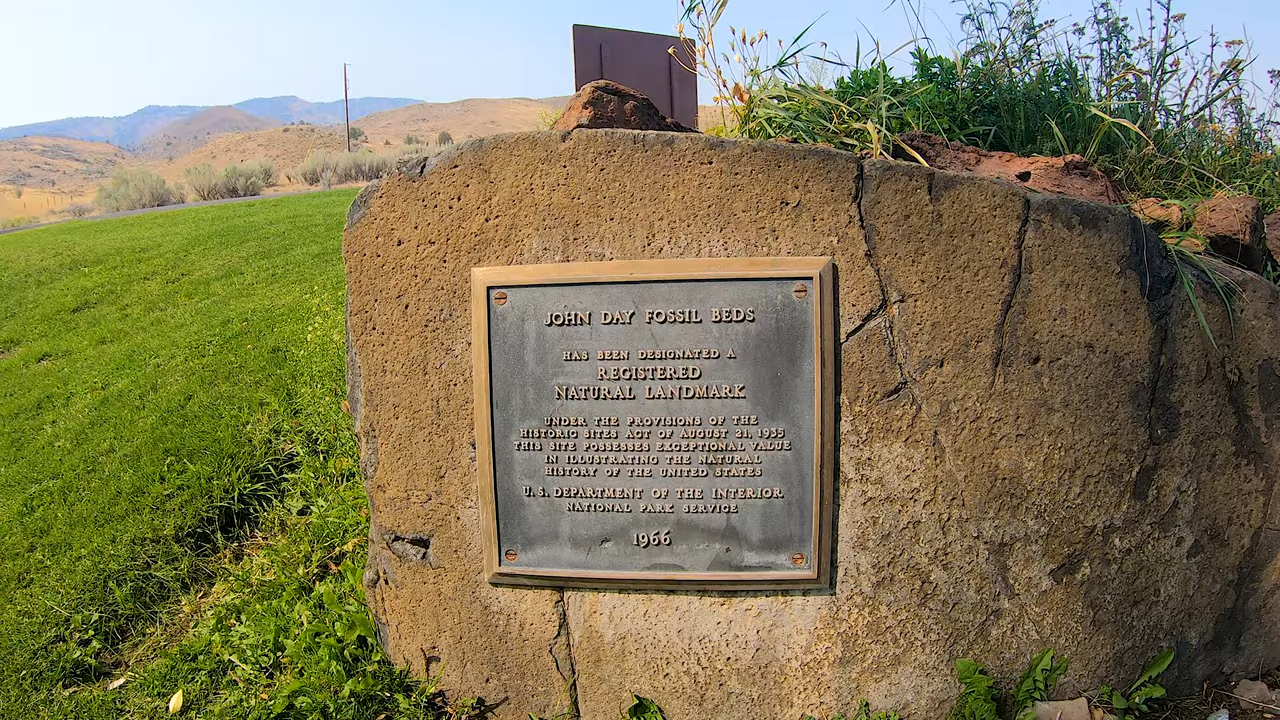 JOHN DAY FOSSIL BEDS
HAS BEEN DESIGNATED A
REGISTERED
NATURAL LANDMARK
UNDER THE PROVISIONS OF THE
HISTORIC SITES ACT OF AUGUST 21, 1935
THIS SITE POSSESSES EXCEPTIONAL VALUE
IN ILLUSTRATING THE NATURAL
HISTORY OF THE UNITED STATES
U. S. DEPARTMENT OF THE INTERIOR
NATIONAL PARK SERVICE
1966